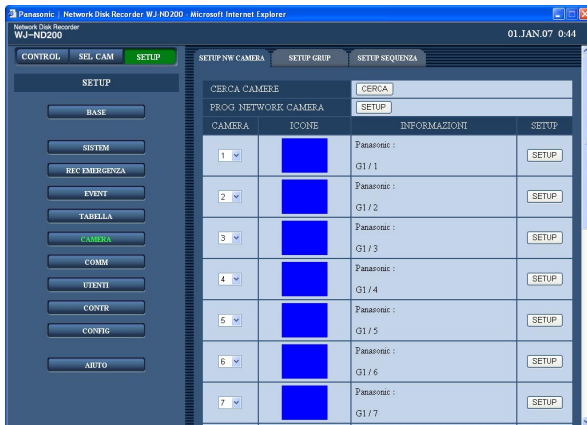 Panasonic | Network Disk Recorder WJ-ND200 - Microsoft Internet Explorer
Network Disk Recorder
WJ-ND200
01.JAN.07 0:44
CONTROL SEL CAM SETUP
SETUP NW CAMERA SETUP GRUP SETUP SEQUENZA
SETUP
BASE
SISTEM
REC EMERGENZA
EVENT
TABELLA
CAMERA
COMM
UTENTI
CONTR
CONFIG
AIUTO
CERCA CAMERE CERCA
PROG. NETWORK CAMERA SETUP
CAMERA ICONE INFORMAZIONI SETUP
1 Panasonic : SETUP
G1 / 1
2 Panasonic : SETUP
G1 / 2
3 Panasonic : SETUP
G1 / 3
4 Panasonic : SETUP
G1 / 4
5 Panasonic : SETUP
G1 / 5
6 Panasonic : SETUP
G1 / 6
7 Panasonic : SETUP
G1 / 7